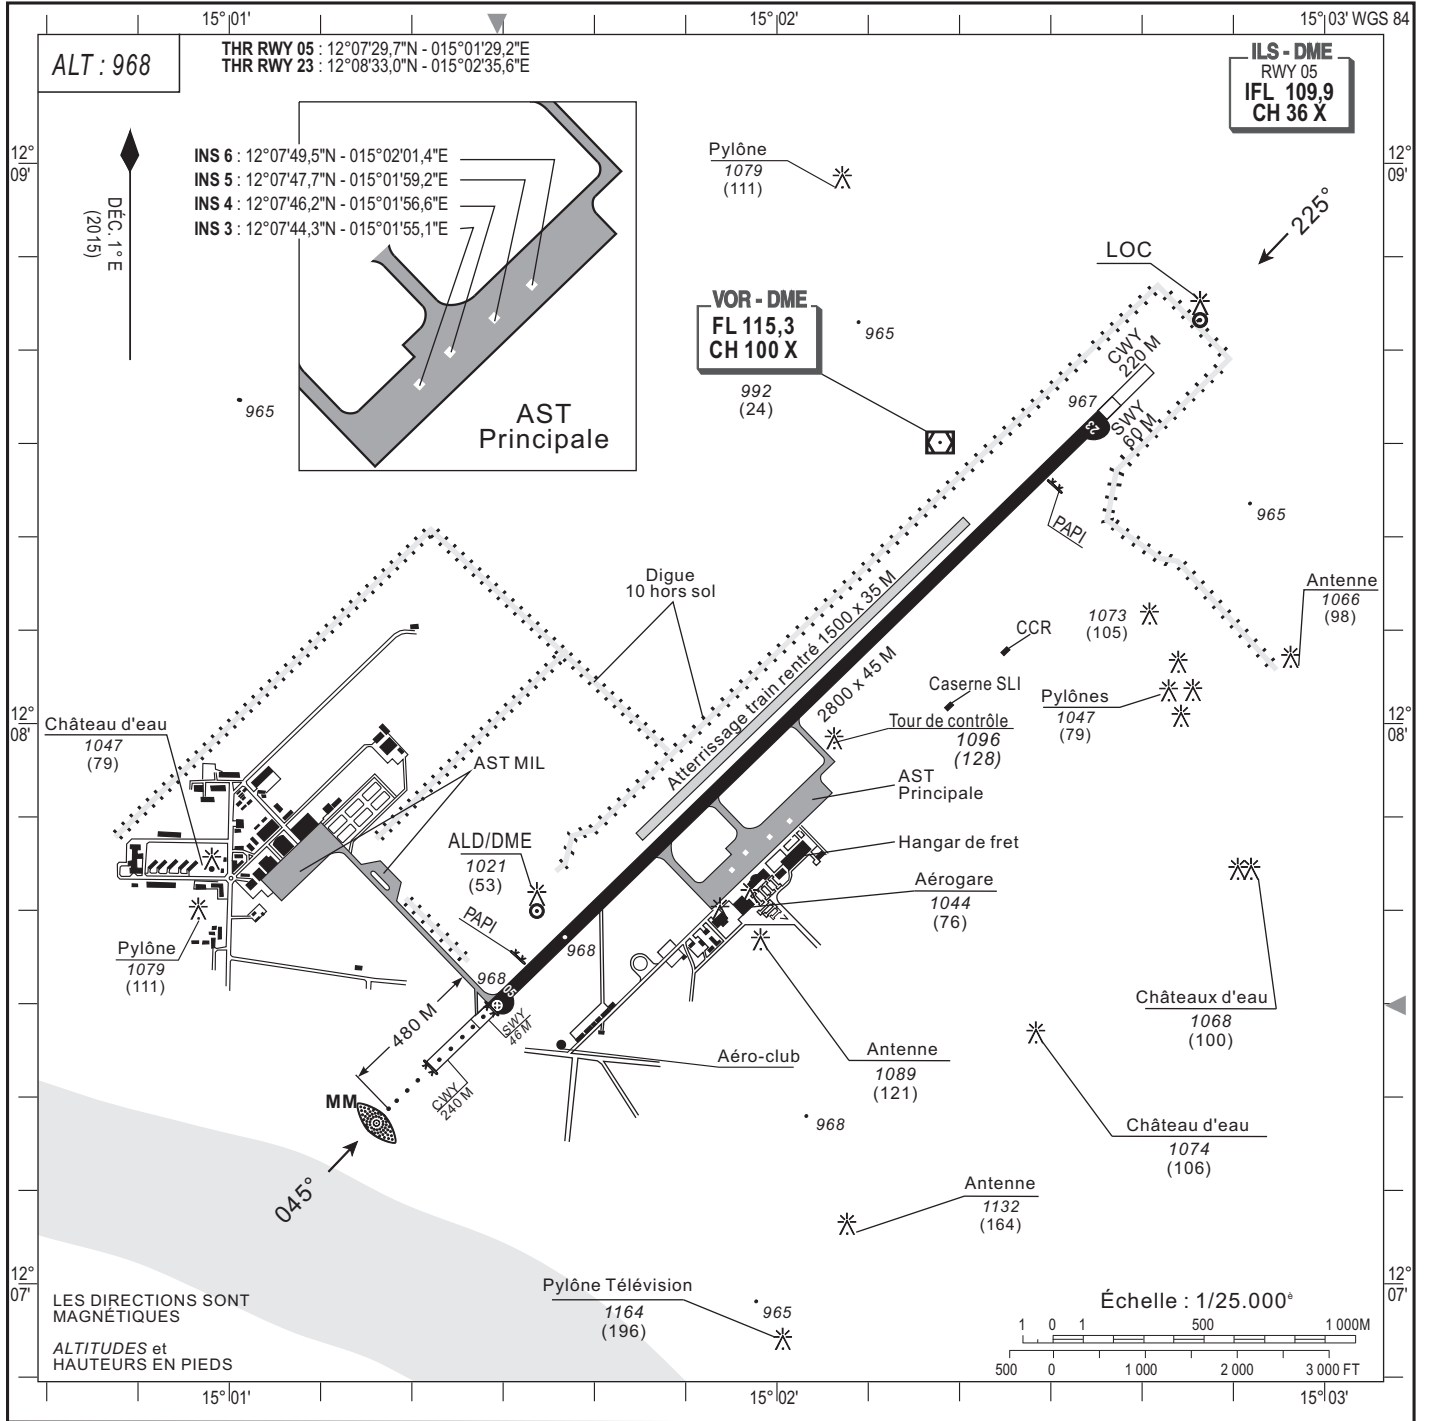 15° 01'
15° 02'
15° 03' WGS 84
ALT : 968
THR RWY 05 : 12°07'29,7"N - 015°01'29,2"E
THR RWY 23 : 12°08'33,0"N - 015°02'35,6"E
ILS - DME
RWY 05
IFL 109,9
CH 36 X
12°
09'
12°
09'
DÉC. 1° E
(2015)
INS 6 : 12°07'49,5"N - 015°02'01,4"E
INS 5 : 12°07'47,7"N - 015°01'59,2"E
INS 4 : 12°07'46,2"N - 015°01'56,6"E
INS 3 : 12°07'44,3"N - 015°01'55,1"E
AST
Principale
Pylône
1079
(111)
225°
LOC
VOR - DME
FL 115,3
CH 100 X
992
(24)
965
965
CWY
220 M
967
SWY
60 M
23
PAPI
965
Digue
10 hors sol
Antenne
1066
(98)
1073
(105)
CCR
Caserne SLI
Pylônes
1047
(79)
Atterrissage train rentré 1500 x 35 M
2800 x 45 M
Tour de contrôle
1096
(128)
12°
08'
12°
08'
Château d'eau
1047
(79)
AST MIL
AST
Principale
ALD/DME
1021
(53)
Hangar de fret
Aérogare
1044
(76)
PAPI
968
968
05
Pylône
1079
(111)
SWY
46 M
480 M
CWY
240 M
MM
045°
Aéro-club
Antenne
1089
(121)
Châteaux d'eau
1068
(100)
968
Château d'eau
1074
(106)
Antenne
1132
(164)
12°
07'
12°
07'
Pylône Télévision
1164
(196)
965
LES DIRECTIONS SONT
MAGNÉTIQUES
ALTITUDES et
HAUTEURS EN PIEDS
Échelle : 1/25.000è
1 0 1 500 1 000M
500 0 1 000 2 000 3 000 FT
15° 01'
15° 02'
15° 03'